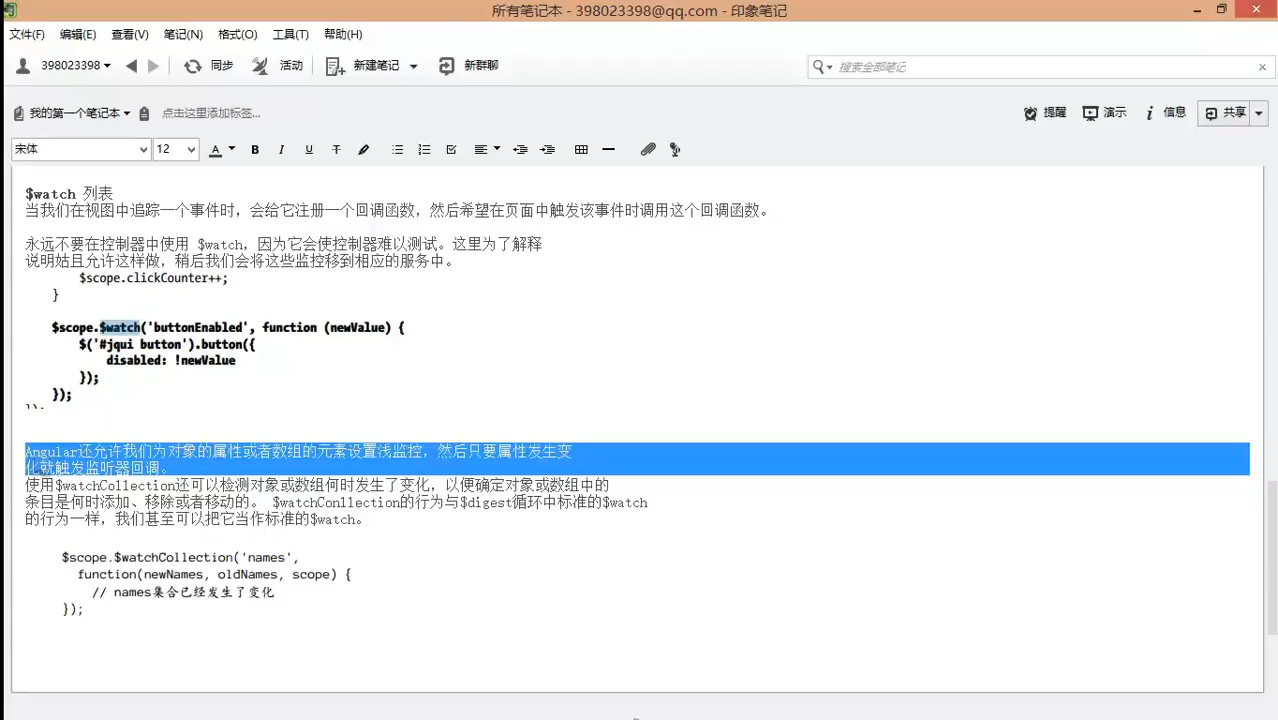 所有笔记本 - 398023398@qq.com - 印象笔记
文件(F) 编辑(E) 查看(V) 笔记(N) 格式(O) 工具(T) 帮助(H)
398023398 同步 活动 新建笔记 新群聊 搜索全部笔记
我的第一个笔记本 点击这里添加标签... 提醒 演示 信息 共享
宋体 12
$watch 列表
当我们在视图中追踪一个事件时，会给它注册一个回调函数，然后希望在页面中触发该事件时调用这个回调函数。
永远不要在控制器中使用 $watch，因为它会使控制器难以测试。这里为了解释
说明姑且允许这样做，稍后我们会将这些监控移到相应的服务中。
$scope.clickCounter++;
}
$scope.$watch('buttonEnabled', function (newValue) {
$('#jqui button').button({
disabled: !newValue
});
});
});
Angular还允许我们为对象的属性或者数组的元素设置浅监控，然后只要属性发生变
化就触发监听器回调。
使用$watchCollection还可以检测对象或数组何时发生了变化，以便确定对象或数组中的
条目是何时添加、移除或者移动的。 $watchConllection的行为与$digest循环中标准的$watch
的行为一样，我们甚至可以把它当作标准的$watch。
$scope.$watchCollection('names',
function(newNames, oldNames, scope) {
// names集合已经发生了变化
});